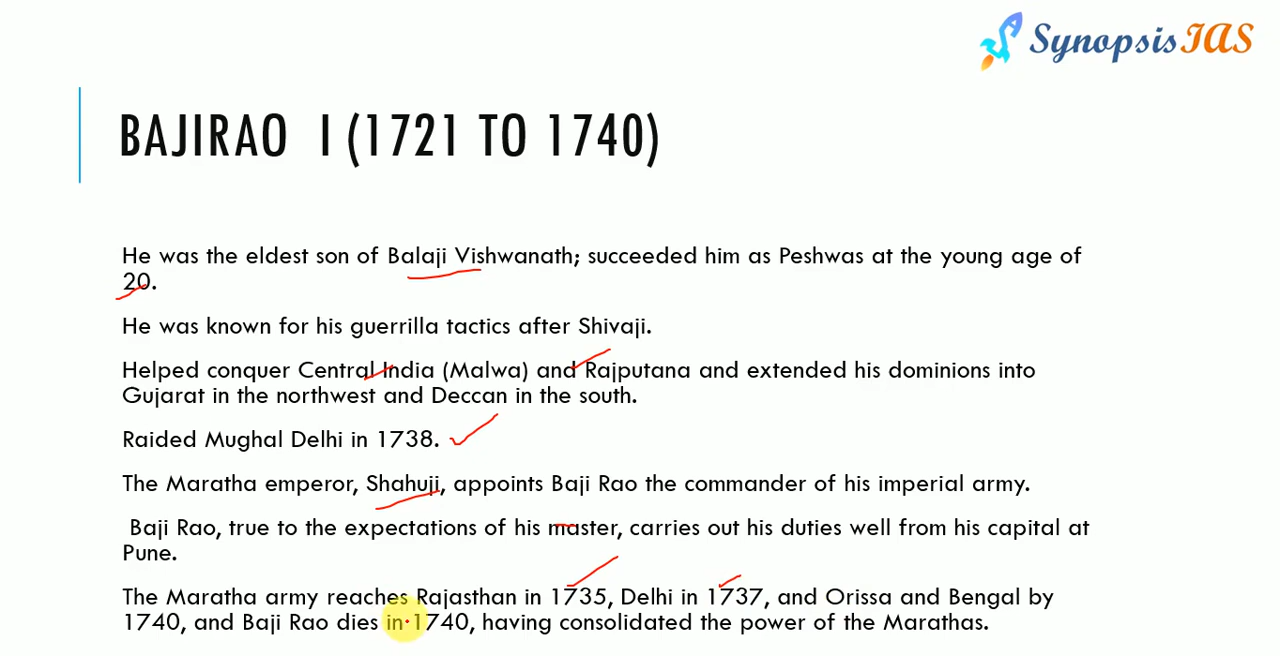 SynopsisIAS
BAJIRAO I (1721 TO 1740)
He was the eldest son of Balaji Vishwanath; succeeded him as Peshwas at the young age of
20.
He was known for his guerrilla tactics after Shivaji.
Helped conquer Central India (Malwa) and Rajputana and extended his dominions into
Gujarat in the northwest and Deccan in the south.
Raided Mughal Delhi in 1738.
The Maratha emperor, Shahuji, appoints Baji Rao the commander of his imperial army.
Baji Rao, true to the expectations of his master, carries out his duties well from his capital at
Pune.
The Maratha army reaches Rajasthan in 1735, Delhi in 1737, and Orissa and Bengal by
1740, and Baji Rao dies in 1740, having consolidated the power of the Marathas.